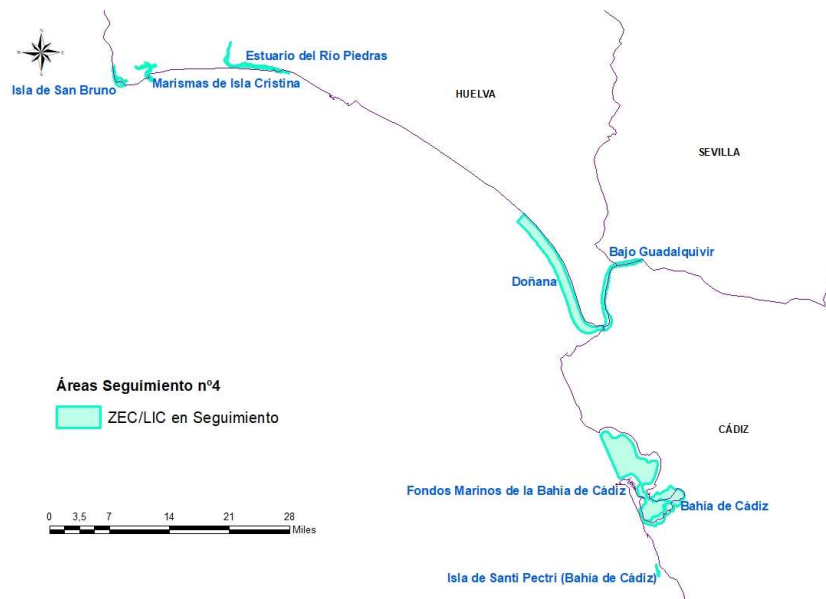 Estuario del Rio Piedras
Isla de San Bruno
Marismas de Isla Cristina
HUELVA
SEVILLA
Bajo Guadalquivir
Doñana
Áreas Seguimiento nº4
ZEC/LIC en Seguimiento
CÁDIZ
Fondos Marinos de la Bahía de Cádiz
Bahía de Cádiz
0 3,5 7 14 21 28
Miles
Isla de Santi Pectri (Bahía de Cádiz)